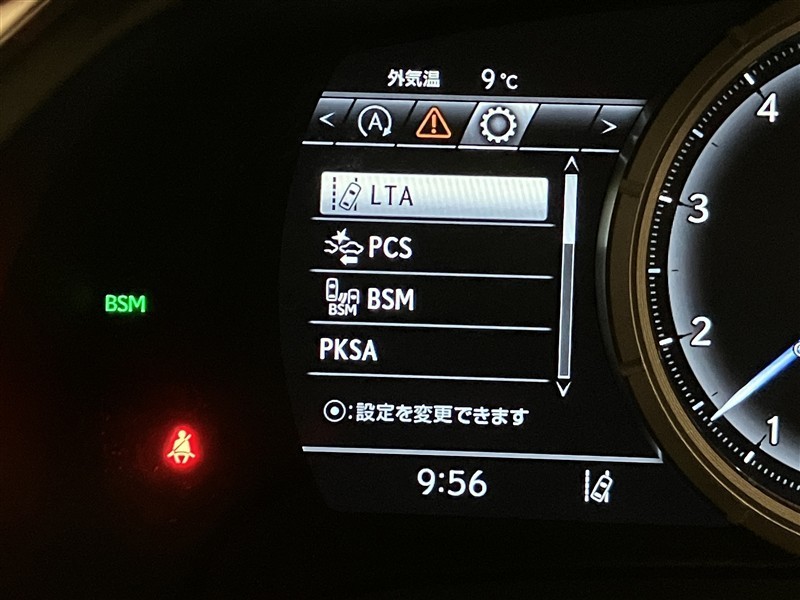 外気温 9℃
< A >
LTA
PCS
BSM
BSM
PKSA
BSM
◉:設定を変更できます
9:56
4
3
2
1